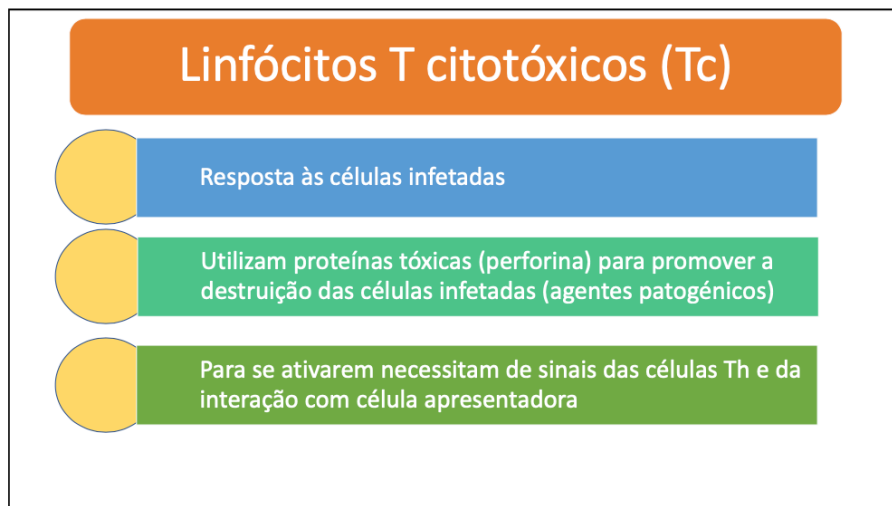 Linfócitos T citotóxicos (Tc)
Resposta às células infetadas
Utilizam proteínas tóxicas (perforina) para promover a
destruição das células infetadas (agentes patogénicos)
Para se ativarem necessitam de sinais das células Th e da
interação com célula apresentadora